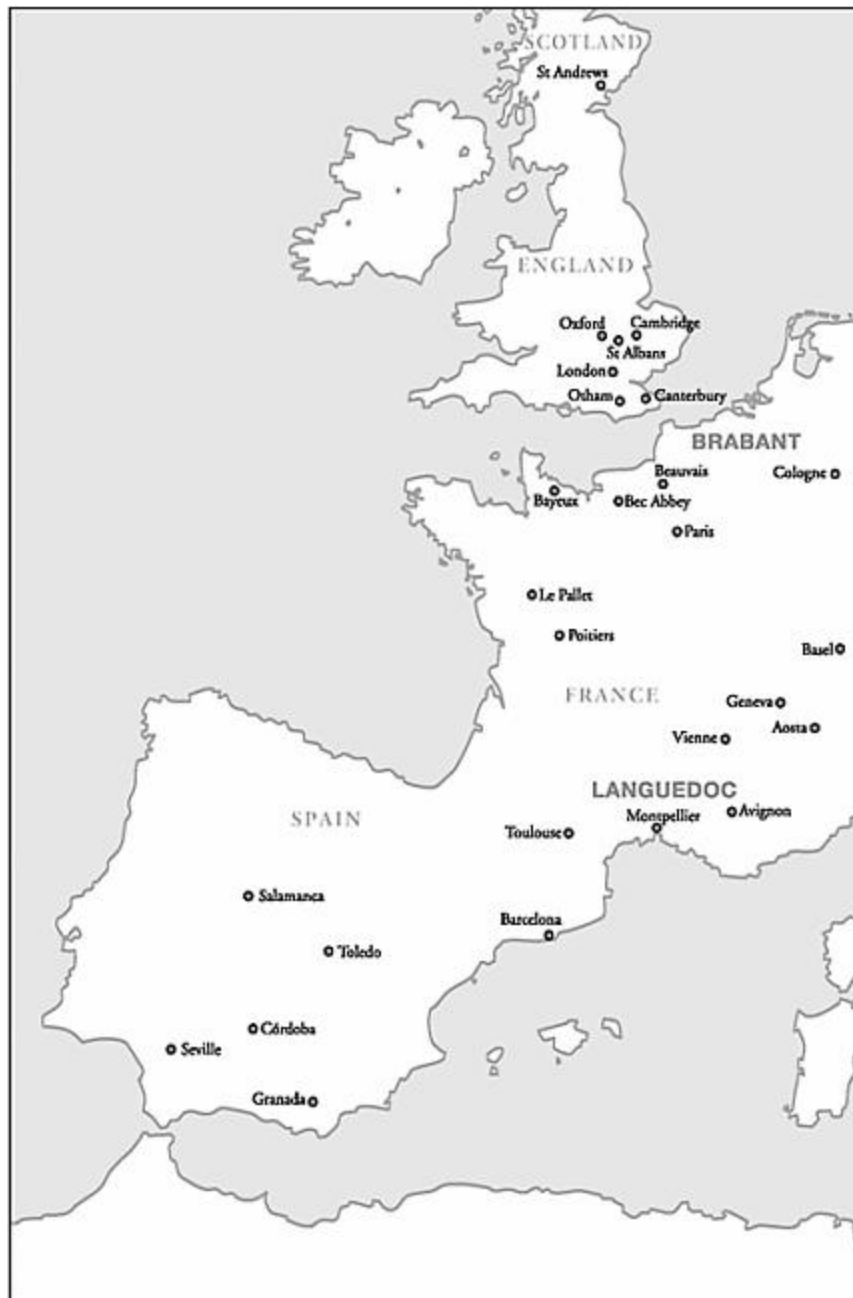 SCOTLAND
St Andrews
ENGLAND
Oxford
Cambridge
St Albans
London
Otham
Canterbury
BRABANT
Beauvais
Cologne
Bayeux
Bec Abbey
Paris
Le Pallet
Poitiers
Basel
FRANCE
Geneva
Aosta
Vienne
LANGUEDOC
Avignon
Montpellier
SPAIN
Toulouse
Salamanca
Barcelona
Toledo
Córdoba
Seville
Granada